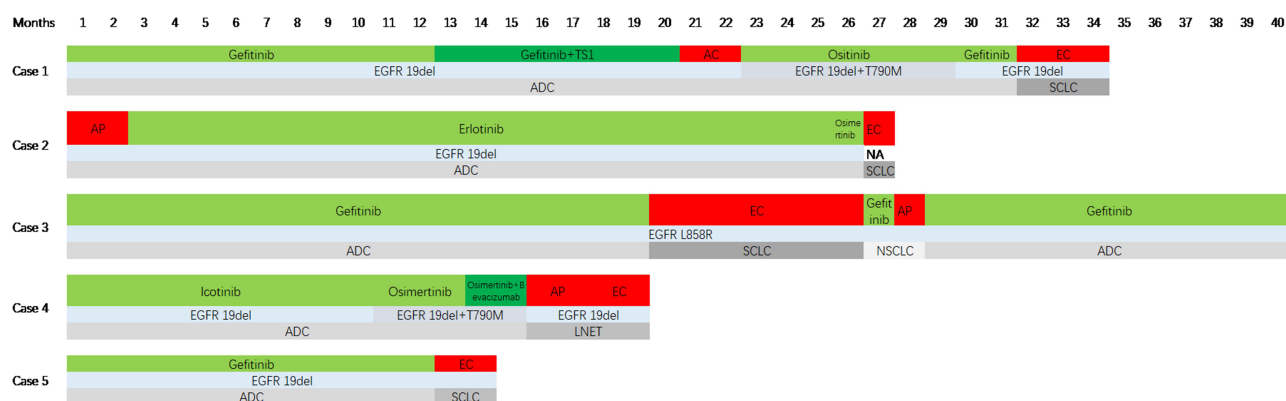 Months 1 2 3 4 5 6 7 8 9 10 11 12 13 14 15 16 17 18 19 20 21 22 23 24 25 26 27 28 29 30 31 32 33 34 35 36 37 38 39 40
Gefitinib Gefitinib+TS1 AC Ositinib Gefitinib EC
Case 1
EGFR 19del EGFR 19del+T790M EGFR 19del
ADC SCLC
AP Erlotinib Osime
rtinib EC
Case 2
EGFR 19del NA
ADC SCLC
Gefitinib EC Gefit
inib AP Gefitinib
Case 3
EGFR L858R
ADC SCLC NSCLC ADC
Icotinib Osimertinib Osimertinib+B
evacizumab AP EC
Case 4
EGFR 19del EGFR 19del+T790M EGFR 19del
ADC LNET
Gefitinib EC
Case 5
EGFR 19del
ADC SCLC